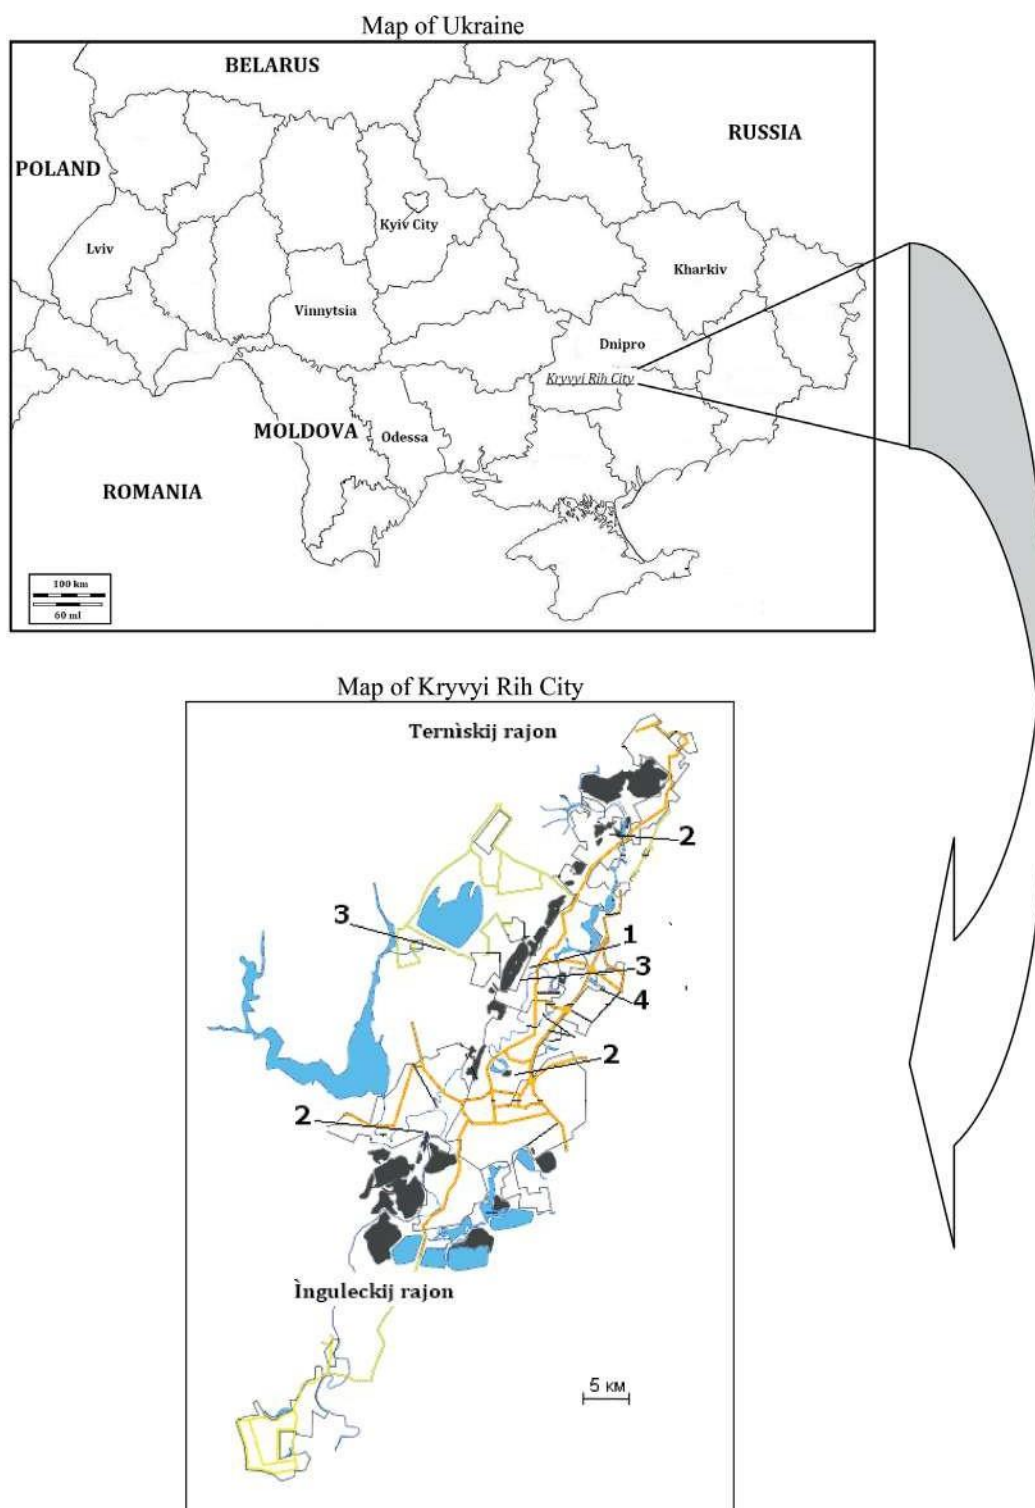 Map of Ukraine
BELARUS
RUSSIA
POLAND
Kyiv City
Lviv
Kharkiv
Vinnytsia
Dnipro
Kryvyi Rih City
MOLDOVA
Odessa
ROMANIA
100 km
60 ml
Map of Kryvyi Rih City
Terniskij rajon
2
3
1
3
4
2
2
Ìnguleckij rajon
5 км